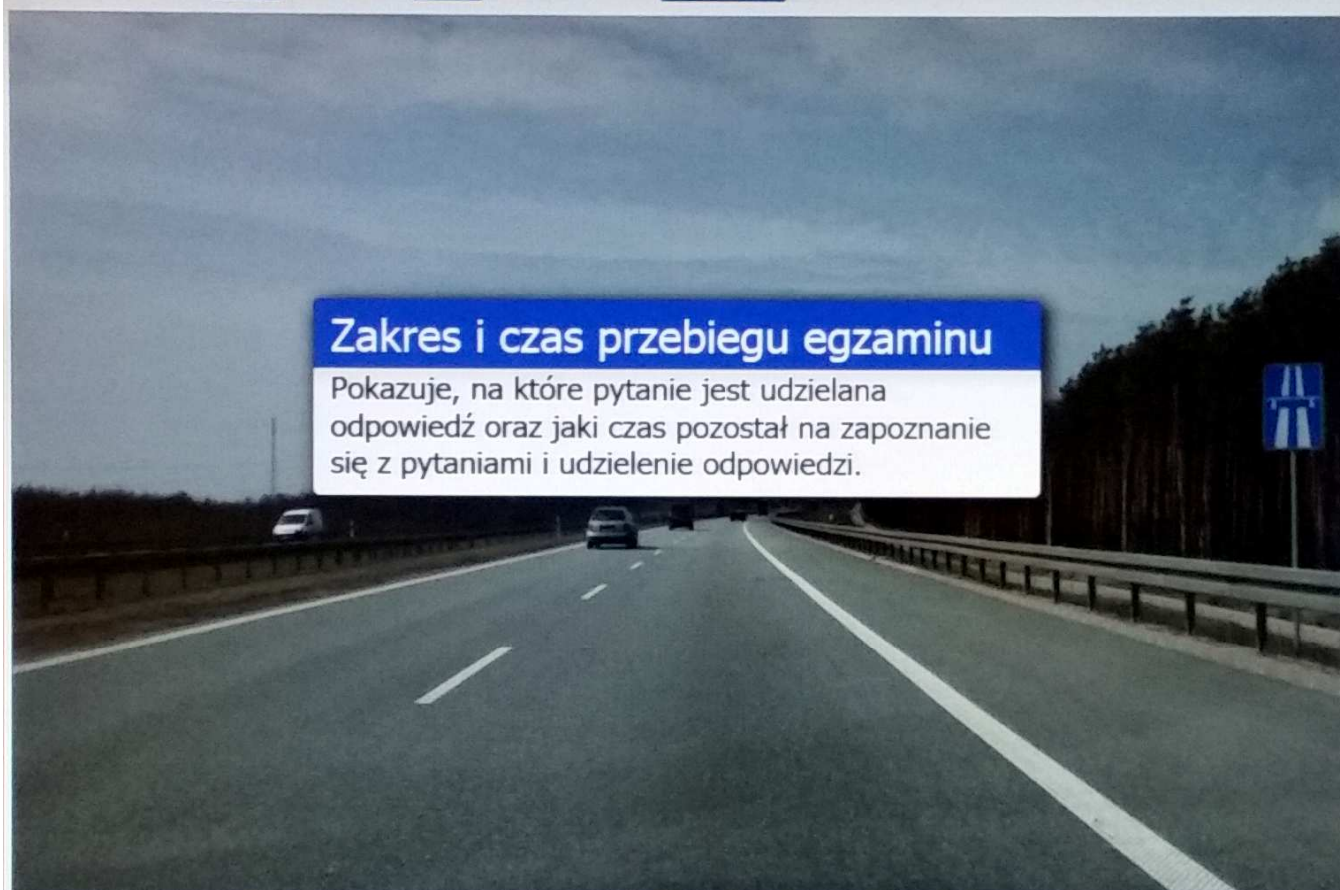 Zakres i czas przebiegu egzaminu
Pokazuje, na które pytanie jest udzielana
odpowiedź oraz jaki czas pozostał na zapoznanie
się z pytaniami i udzielenie odpowiedzi.